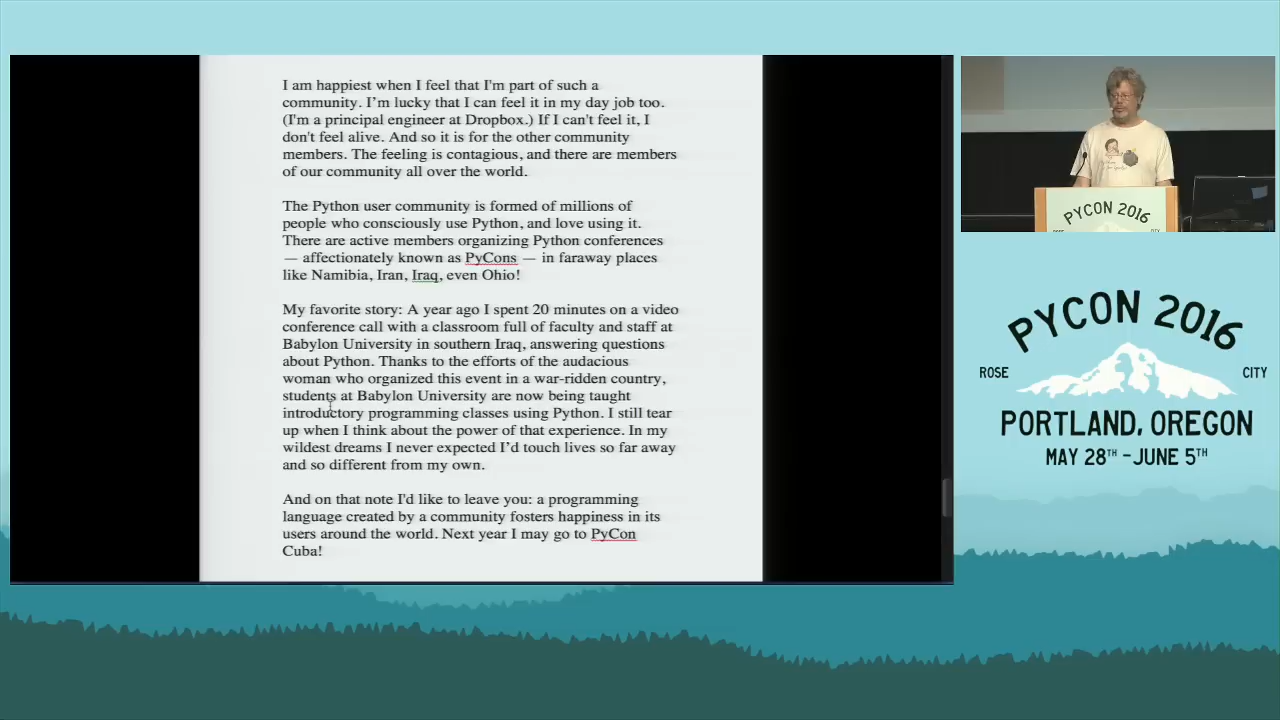 I am happiest when I feel that I'm part of such a
community. I'm lucky that I can feel it in my day job too.
(I'm a principal engineer at Dropbox.) If I can't feel it, I
don't feel alive. And so it is for the other community
members. The feeling is contagious, and there are members
of our community all over the world.
The Python user community is formed of millions of
people who consciously use Python, and love using it.
There are active members organizing Python conferences
— affectionately known as PyCons — in faraway places
like Namibia, Iran, Iraq, even Ohio!
My favorite story: A year ago I spent 20 minutes on a video
conference call with a classroom full of faculty and staff at
Babylon University in southern Iraq, answering questions
about Python. Thanks to the efforts of the audacious
woman who organized this event in a war-ridden country,
students at Babylon University are now being taught
introductory programming classes using Python. I still tear
up when I think about the power of that experience. In my
wildest dreams I never expected I'd touch lives so far away
and so different from my own.
And on that note I'd like to leave you: a programming
language created by a community fosters happiness in its
users around the world. Next year I may go to PyCon
Cuba!
PYCON 2016
PYCON 2016
ROSE CITY
PORTLAND, OREGON
MAY 28TH - JUNE 5TH